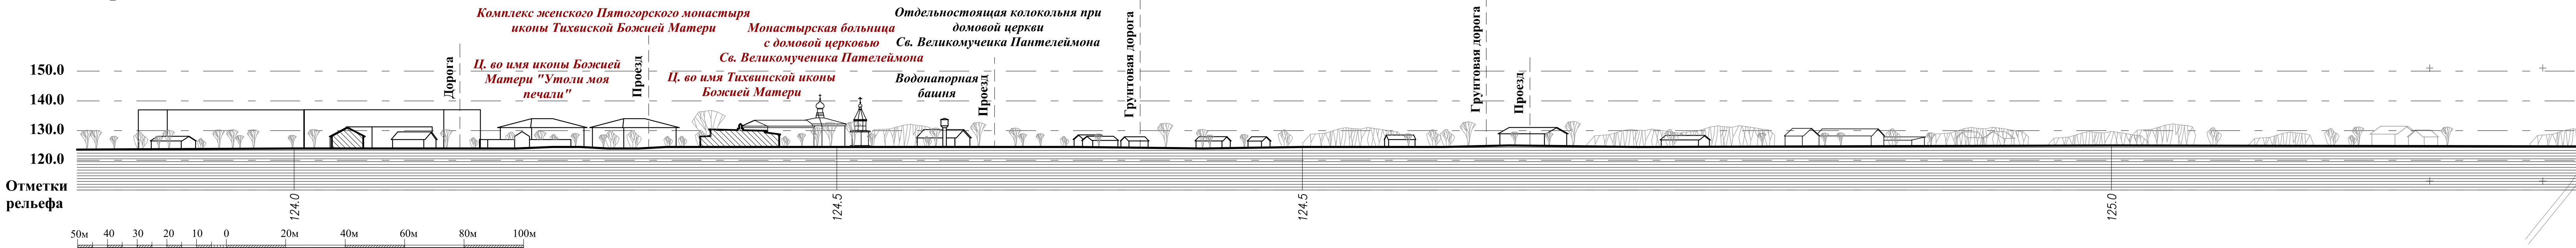 Комплекс женского Пятогорского монастыря
иконы Тихвиской Божией Матери
Ц. во имя иконы Божией
Матери "Утоли моя
печали"
Монастырская больница
с домовой церковью
Св. Великомученика Пателеймона
Ц. во имя Тихвинской иконы
Божией Матери
Отдельностоящая колокольня при
домовой церкви
Св. Великомучеика Пантелеймона
Водонапорная
башня
Дорога
Проезд
Проезд
Грунтовая дорога
Грунтовая дорога
Проезд
150.0
140.0
130.0
120.0
Отметки
рельефа
124.0
124.5
124.5
125.0
50м 40 30 20 10 0 20м 40м 60м 80м 100м